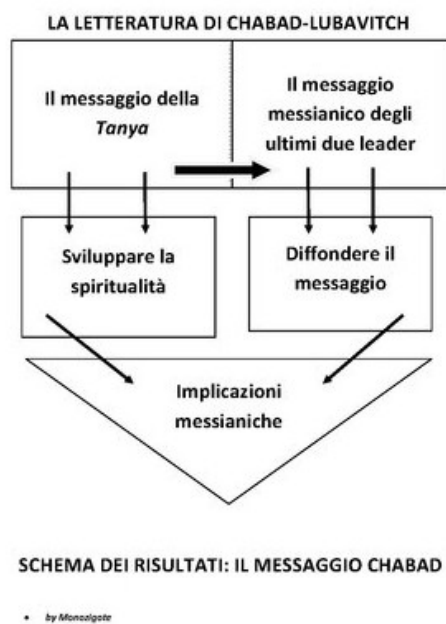 LA LETTERATURA DI CHABAD-LUBAVITCH
Il messaggio della
Tanya
Il messaggio
messianico degli
ultimi due leader
Sviluppare la
spiritualità
Diffondere il
messaggio
Implicazioni
messianiche
SCHEMA DEI RISULTATI: IL MESSAGGIO CHABAD
• by Monozigote